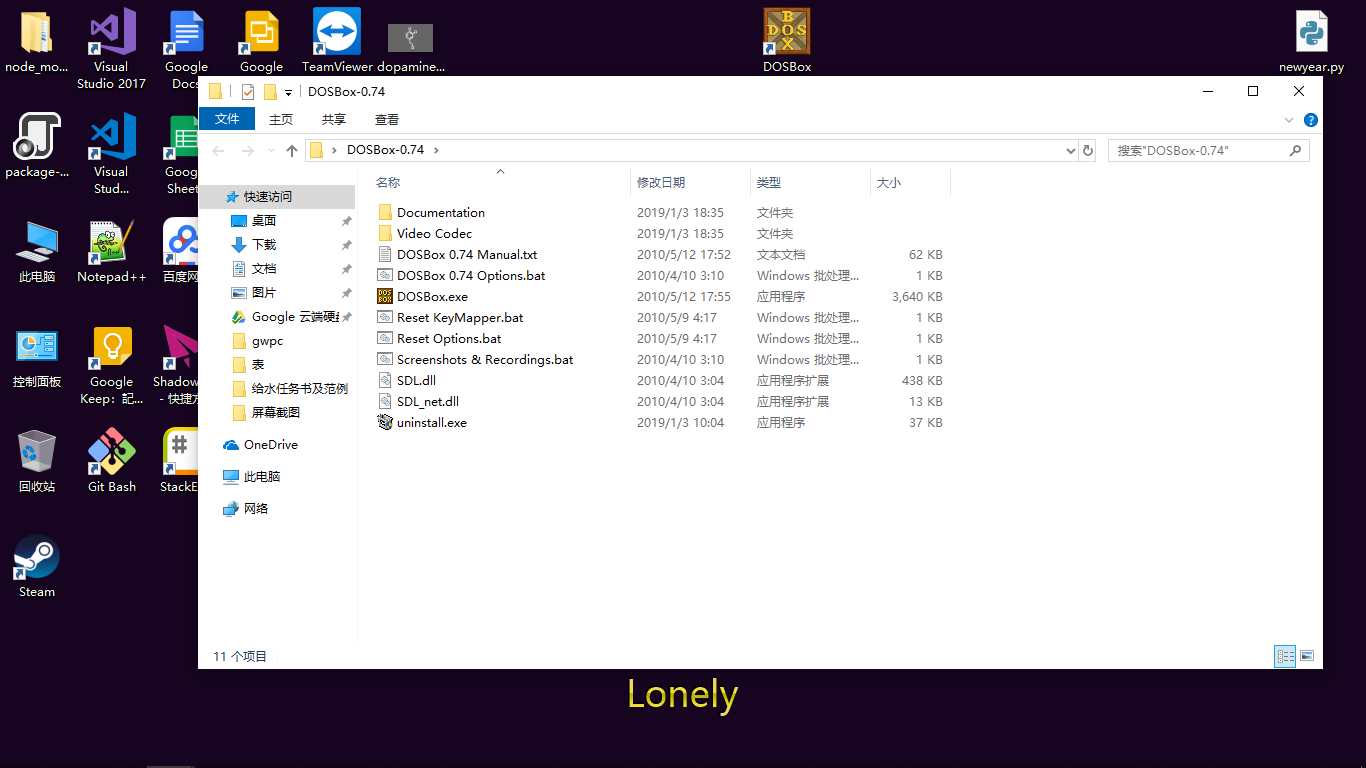 node_mo...
Visual
Studio 2017
Google
Docs
Google
TeamViewer
dopamine...
DOSBox
newyear.py
package-...
Visual
Stud...
Goog
Sheet
此电脑
Notepad++
百度网
控制面板
Google
Keep：記...
Shadow
- 快捷方
回收站
Git Bash
StackE
Steam
DOSBox-0.74
文件 主页 共享 查看
DOSBox-0.74
搜索"DOSBox-0.74"
快速访问
桌面
下载
文档
图片
Google 云端硬盘
gwpc
表
给水任务书及范例
屏幕截图
OneDrive
此电脑
网络
名称 修改日期 类型 大小
Documentation 2019/1/3 18:35 文件夹
Video Codec 2019/1/3 18:35 文件夹
DOSBox 0.74 Manual.txt 2010/5/12 17:52 文本文档 62 KB
DOSBox 0.74 Options.bat 2010/4/10 3:10 Windows 批处理... 1 KB
DOSBox.exe 2010/5/12 17:55 应用程序 3,640 KB
Reset KeyMapper.bat 2010/5/9 4:17 Windows 批处理... 1 KB
Reset Options.bat 2010/5/9 4:17 Windows 批处理... 1 KB
Screenshots & Recordings.bat 2010/4/10 3:10 Windows 批处理... 1 KB
SDL.dll 2010/4/10 3:04 应用程序扩展 438 KB
SDL_net.dll 2010/4/10 3:04 应用程序扩展 13 KB
uninstall.exe 2019/1/3 10:04 应用程序 37 KB
11 个项目
Lonely